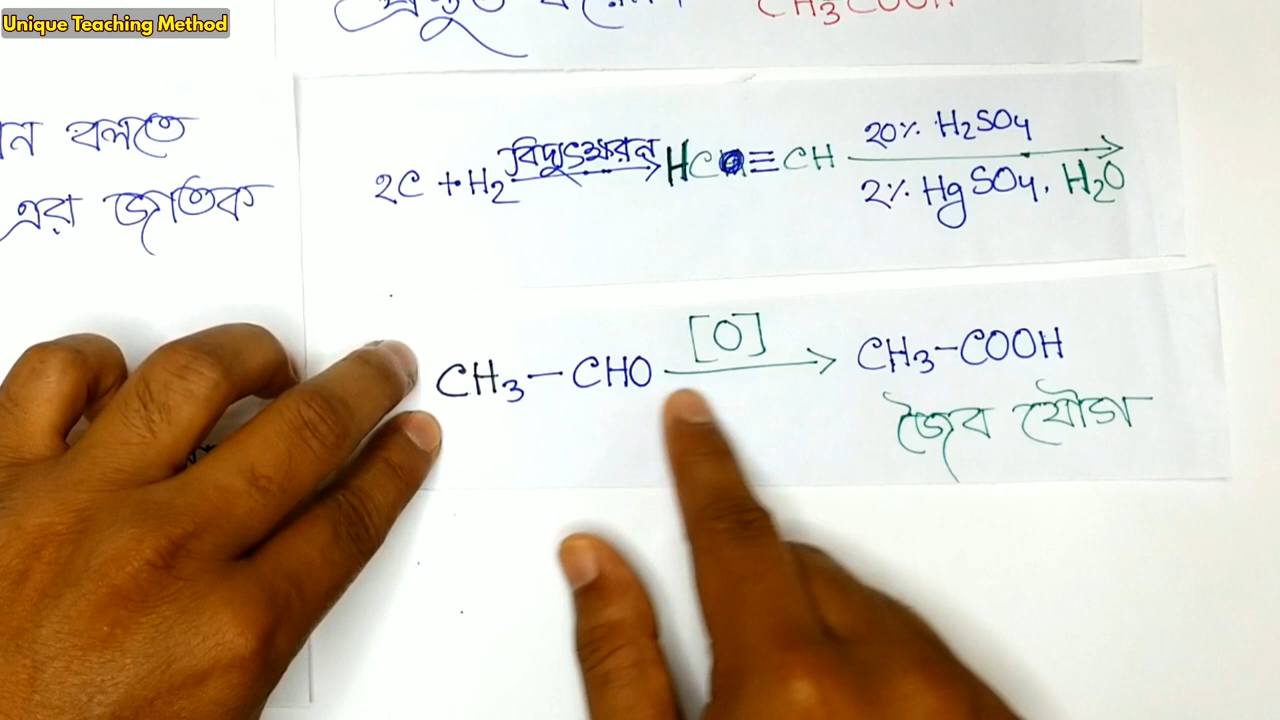 Unique Teaching Method
CH3COOH
বলতে
এরা জাতিক
2C + H2 বিদ্যুৎক্ষরন HC ≡ CH 20% H2SO4
2% HgSO4, H2O
CH3–CHO [O] CH3–COOH
জৈব যৌগ